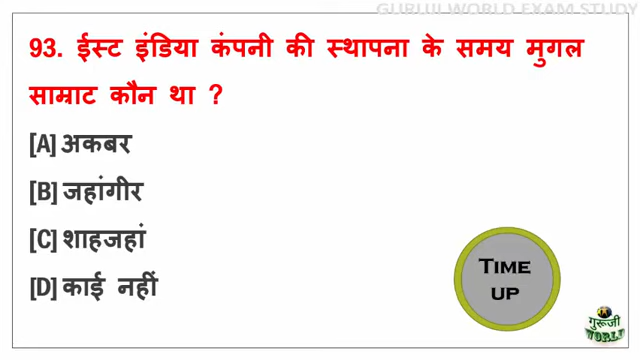 GURUJI WORLD EXAM STUDY
93. ईस्ट इंडिया कंपनी की स्थापना के समय मुगल
साम्राट कौन था ?
[A] अकबर
[B] जहांगीर
[C] शाहजहां
[D] काई नहीं
TIME
UP
गुरूजी
WORLD